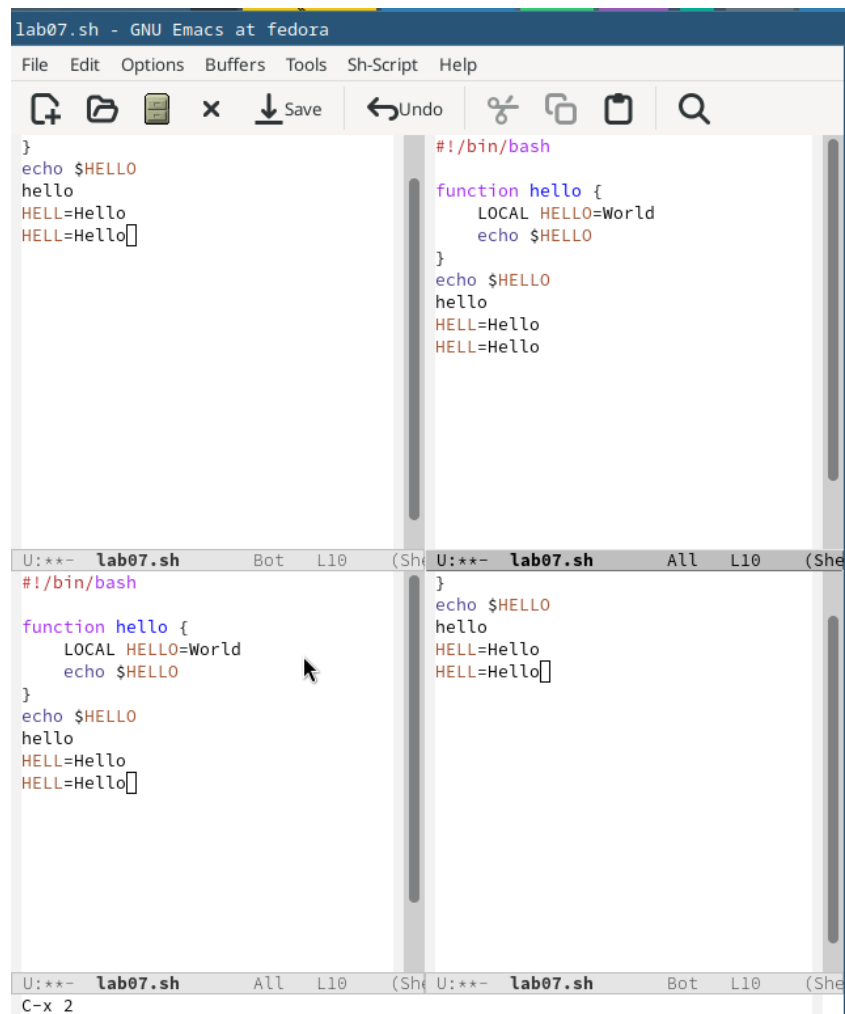 lab07.sh - GNU Emacs at fedora
File Edit Options Buffers Tools Sh-Script Help
Save Undo
}
echo $HELLO
hello
HELL=Hello
HELL=Hello
U:**- lab07.sh Bot L10 (She
#!/bin/bash
function hello {
LOCAL HELLO=World
echo $HELLO
}
echo $HELLO
hello
HELL=Hello
HELL=Hello
U:**- lab07.sh All L10 (She
#!/bin/bash
function hello {
LOCAL HELLO=World
echo $HELLO
}
echo $HELLO
hello
HELL=Hello
HELL=Hello
U:**- lab07.sh All L10 (She
}
echo $HELLO
hello
HELL=Hello
HELL=Hello
U:**- lab07.sh Bot L10 (She
C-x 2